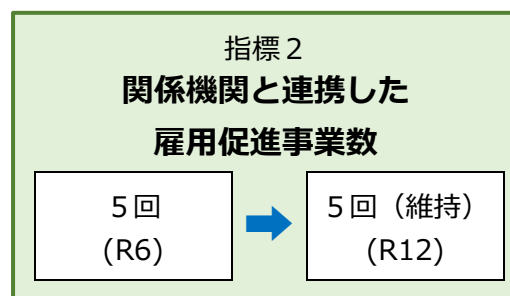 指標２
関係機関と連携した
雇用促進事業数
５回
(R6)
５回（維持）
(R12)